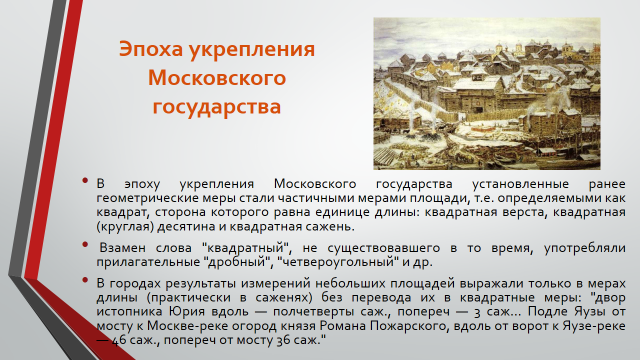 Эпоха укрепления
Московского
государства
• В эпоху укрепления Московского государства установленные ранее
геометрические меры стали частичными мерами площади, т.е. определяемыми как
квадрат, сторона которого равна единице длины: квадратная верста, квадратная
(круглая) десятина и квадратная сажень.
• Взамен слова "квадратный", не существовавшего в то время, употребляли
прилагательные "дробный", "четвероугольный" и др.
• В городах результаты измерений небольших площадей выражали только в мерах
длины (практически в саженях) без перевода их в квадратные меры: "двор
истопника Юрия вдоль — полчетверты саж., попереч — 3 саж... Подле Яузы от
мосту к Москве-реке огород князя Романа Пожарского, вдоль от ворот к Яузе-реке
— 46 саж., попереч от мосту 36 саж."